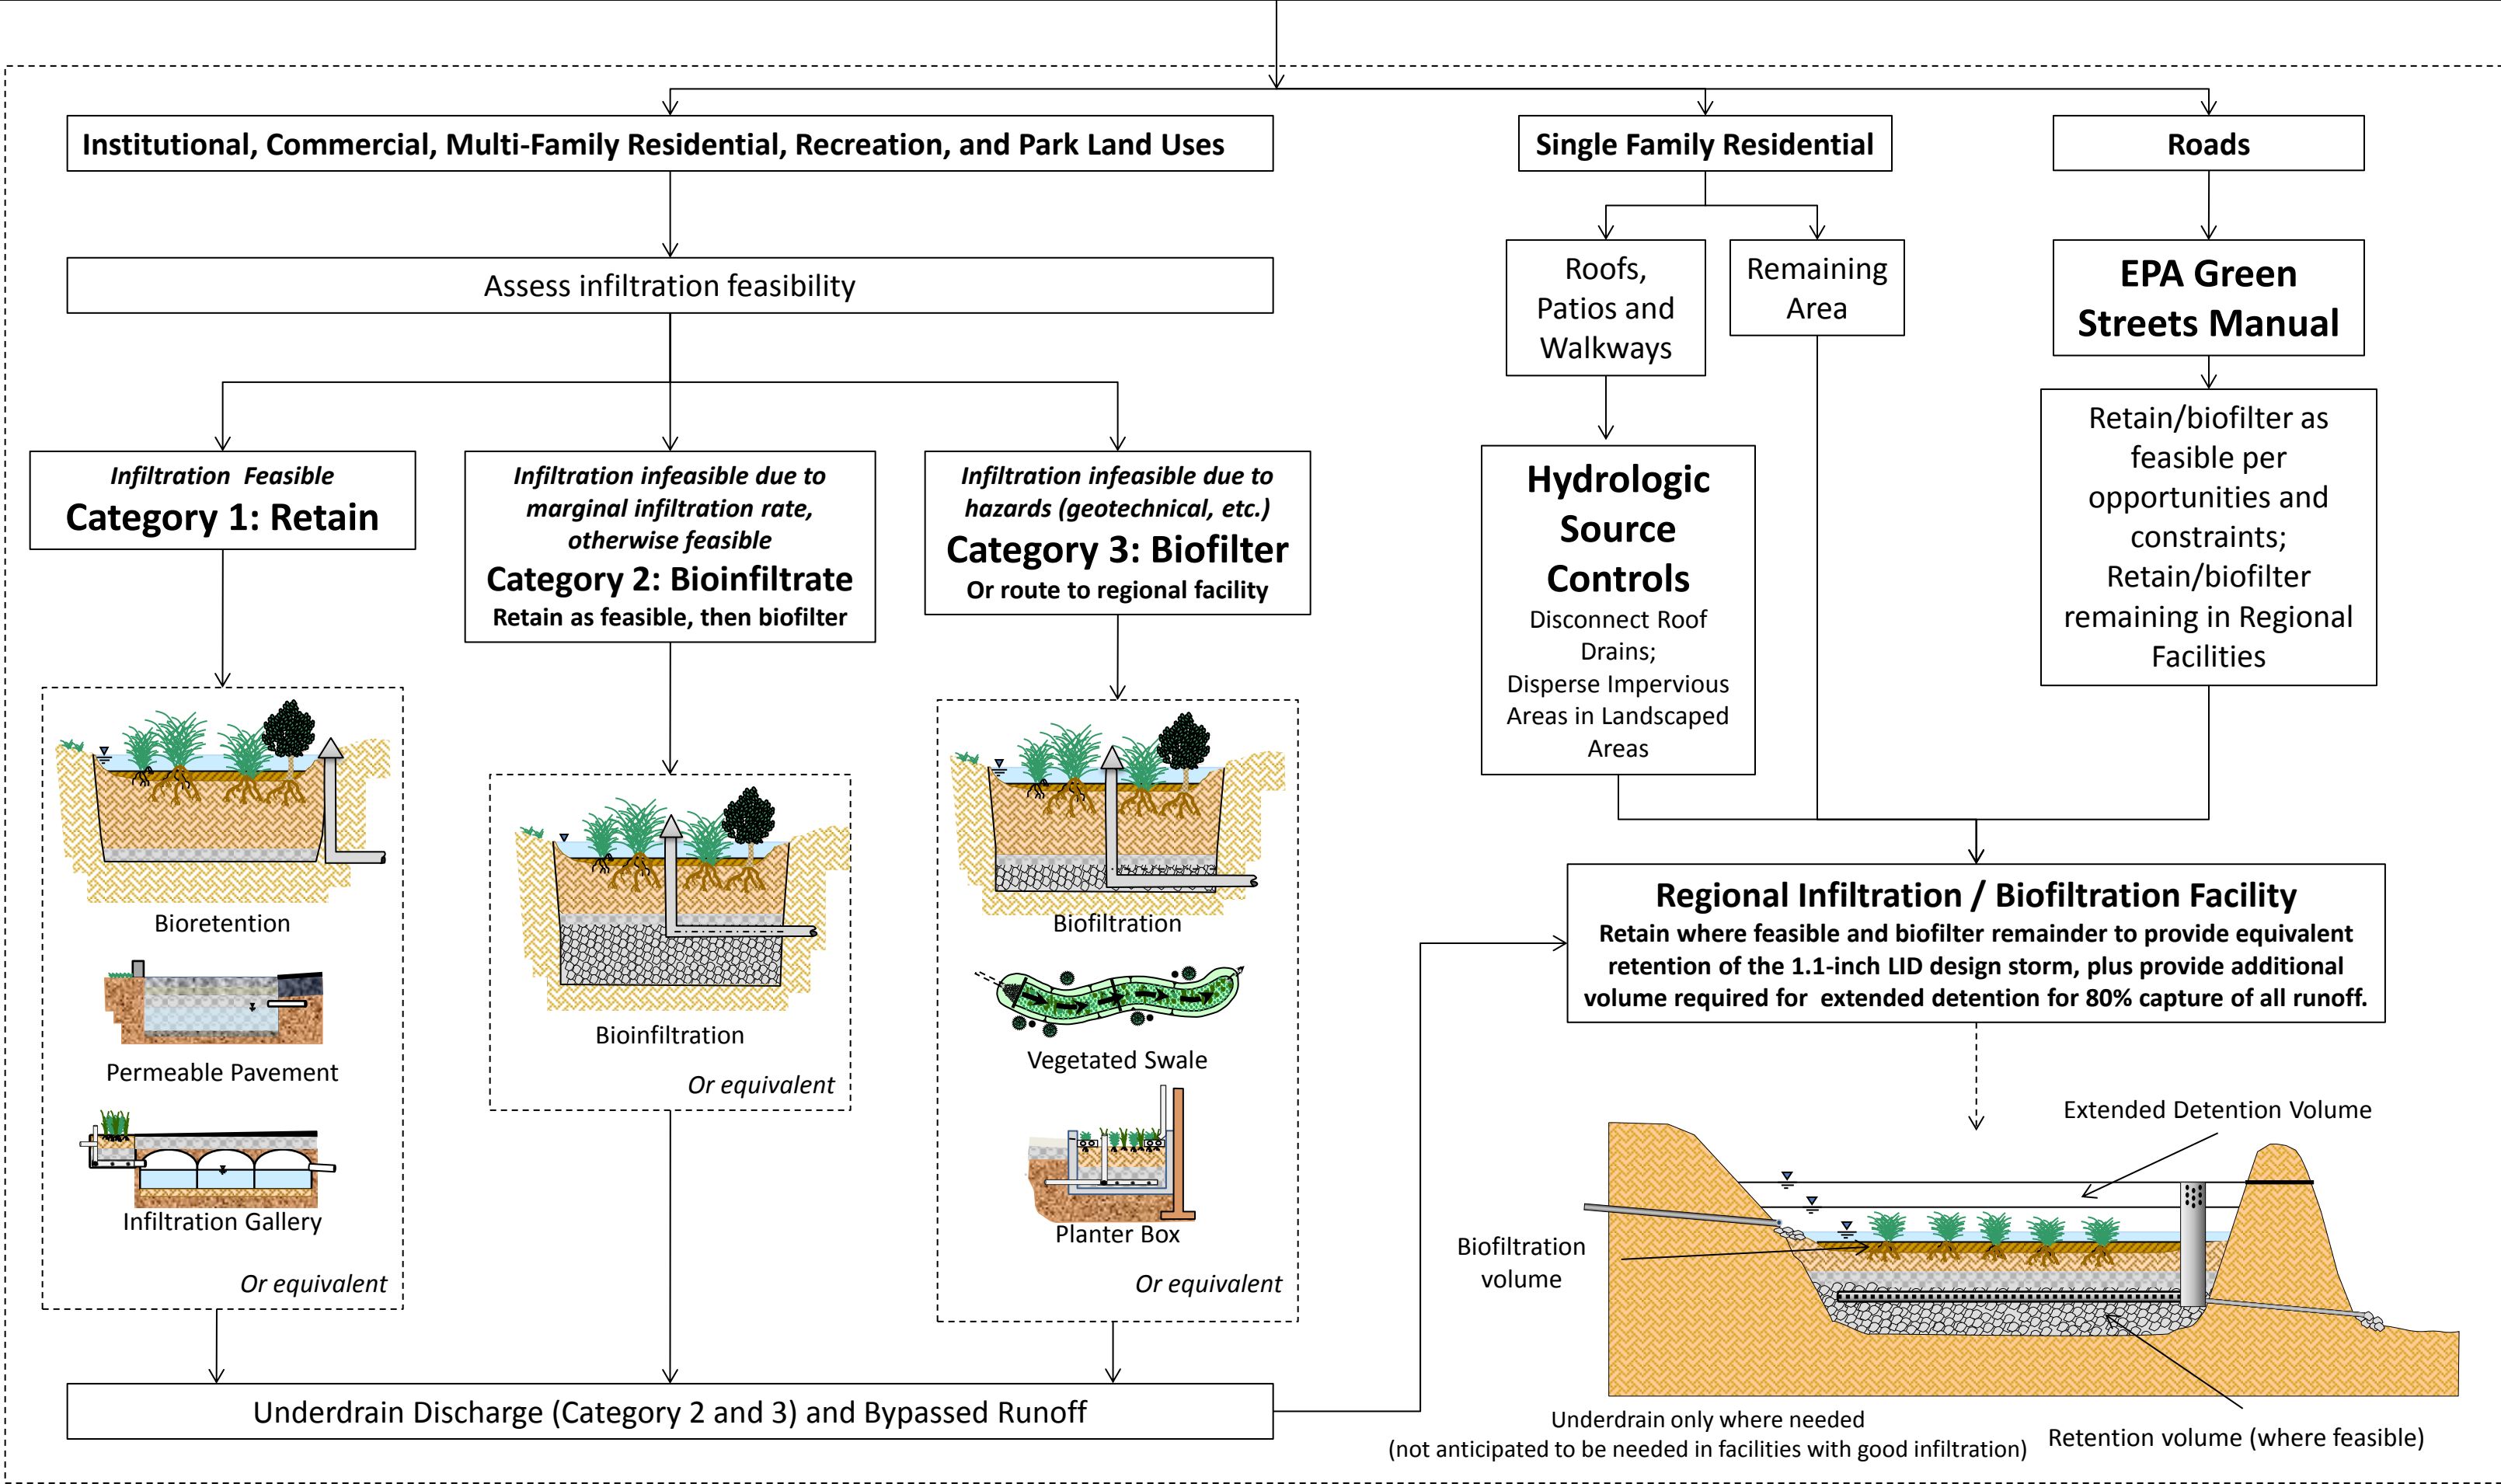 Institutional, Commercial, Multi-Family Residential, Recreation, and Park Land Uses
Single Family Residential
Roads
Assess infiltration feasibility
Roofs,
Patios and
Walkways
Remaining
Area
EPA Green
Streets Manual
Infiltration Feasible
Category 1: Retain
Infiltration infeasible due to
marginal infiltration rate,
otherwise feasible
Category 2: Bioinfiltrate
Retain as feasible, then biofilter
Infiltration infeasible due to
hazards (geotechnical, etc.)
Category 3: Biofilter
Or route to regional facility
Hydrologic
Source
Controls
Disconnect Roof
Drains;
Disperse Impervious
Areas in Landscaped
Areas
Retain/biofilter as
feasible per
opportunities and
constraints;
Retain/biofilter
remaining in Regional
Facilities
Bioretention
Permeable Pavement
Infiltration Gallery
Or equivalent
Bioinfiltration
Or equivalent
Biofiltration
Vegetated Swale
Planter Box
Or equivalent
Regional Infiltration / Biofiltration Facility
Retain where feasible and biofilter remainder to provide equivalent
retention of the 1.1-inch LID design storm, plus provide additional
volume required for extended detention for 80% capture of all runoff.
Extended Detention Volume
Biofiltration
volume
Underdrain Discharge (Category 2 and 3) and Bypassed Runoff
Underdrain only where needed
(not anticipated to be needed in facilities with good infiltration)
Retention volume (where feasible)